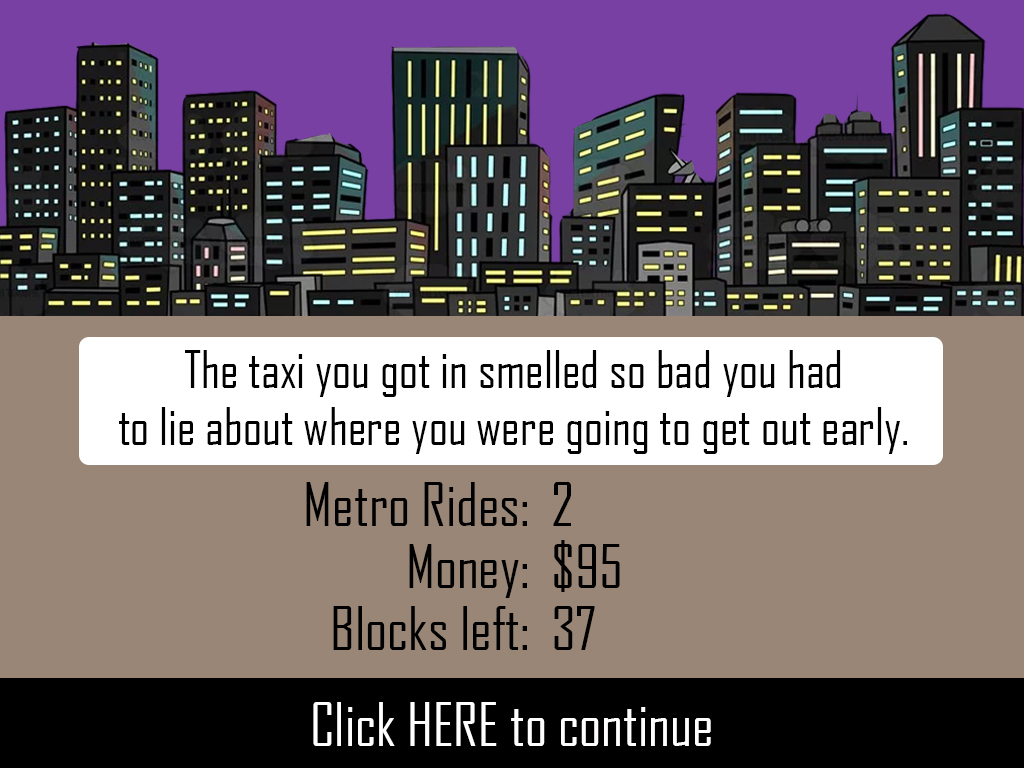 The taxi you got in smelled so bad you had
to lie about where you were going to get out early.
Metro Rides: 2
Money: $95
Blocks left: 37
Click HERE to continue